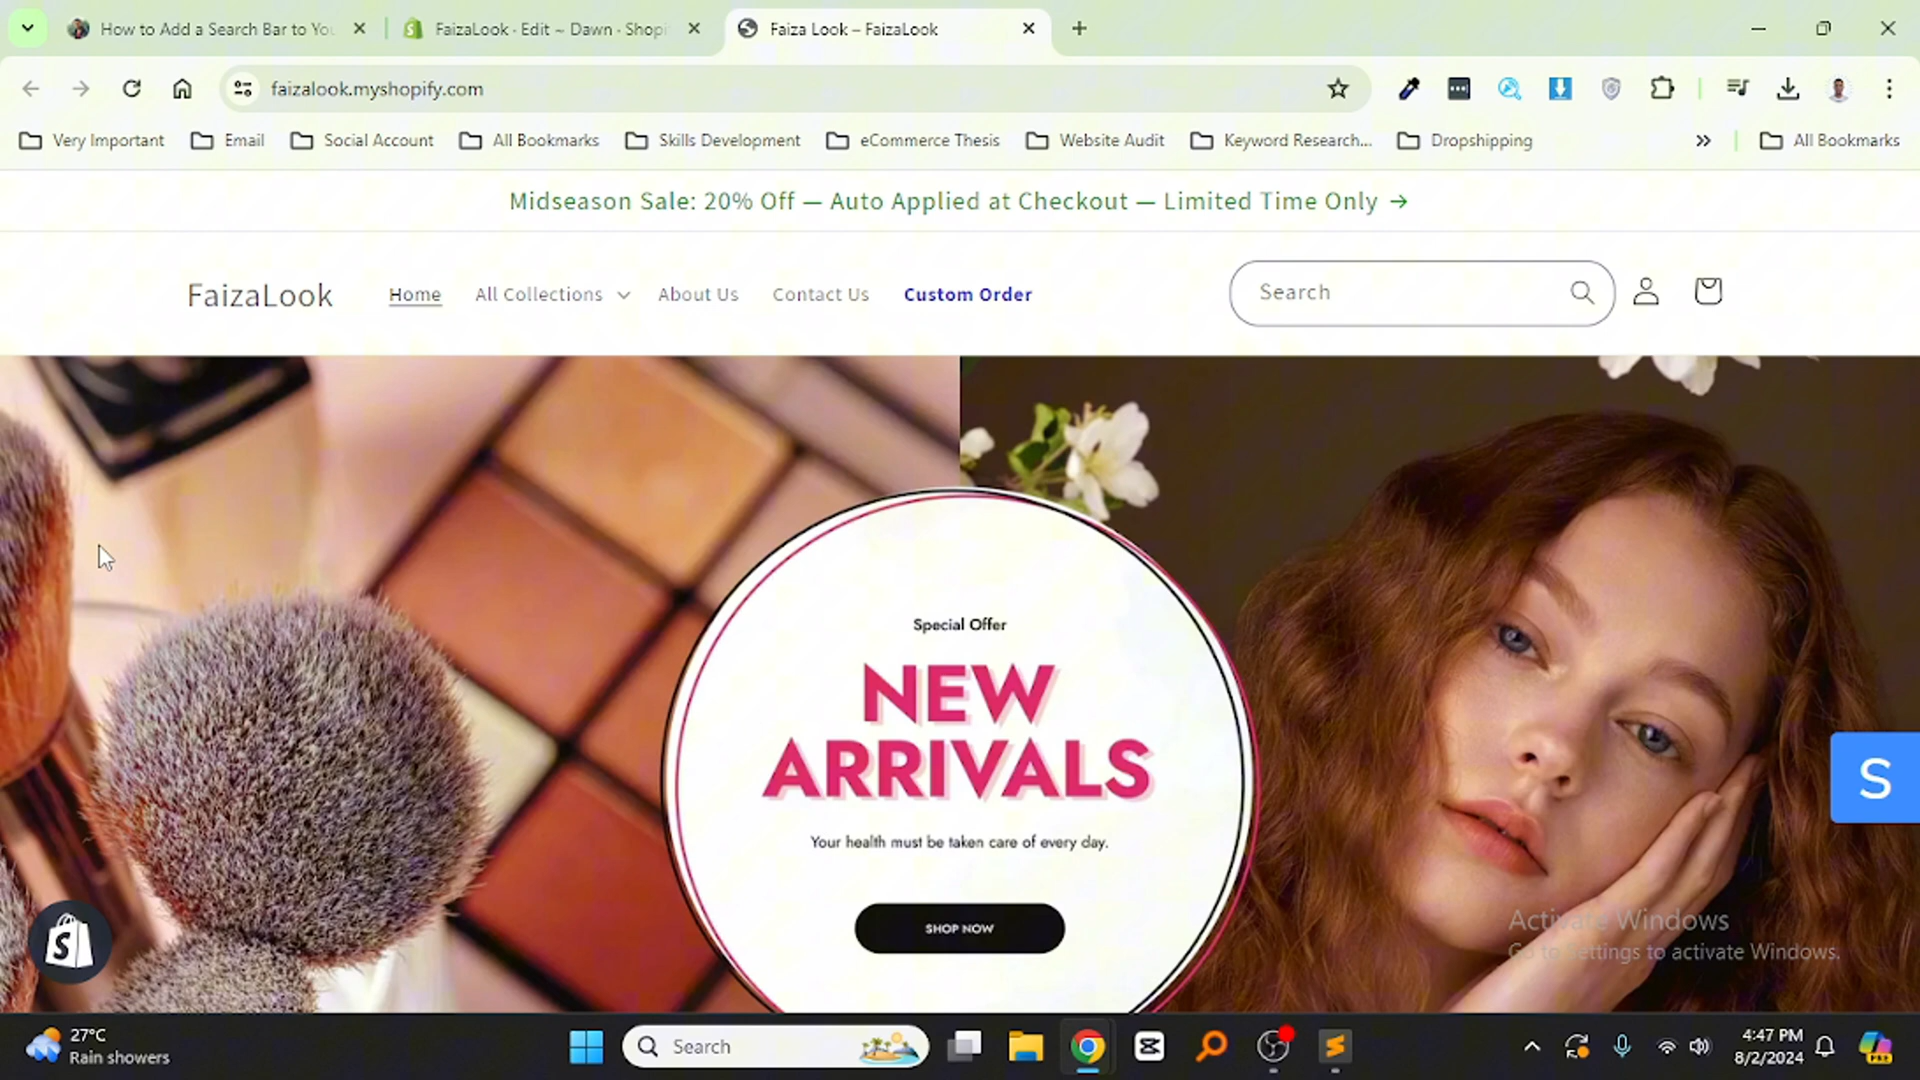 How to Add a Search Bar to Yo
FaizaLook · Edit ~ Dawn · Shopi
Faiza Look – FaizaLook
faizalook.myshopify.com
Very Important
Email
Social Account
All Bookmarks
Skills Development
eCommerce Thesis
Website Audit
Keyword Research...
Dropshipping
All Bookmarks
Midseason Sale: 20% Off — Auto Applied at Checkout — Limited Time Only →
FaizaLook
Home
All Collections
About Us
Contact Us
Custom Order
Search
Special Offer
NEW
ARRIVALS
Your health must be taken care of every day.
SHOP NOW
S
S
Activate Windows
Go to Settings to activate Windows.
27°C
Rain showers
Search
4:47 PM
8/2/2024